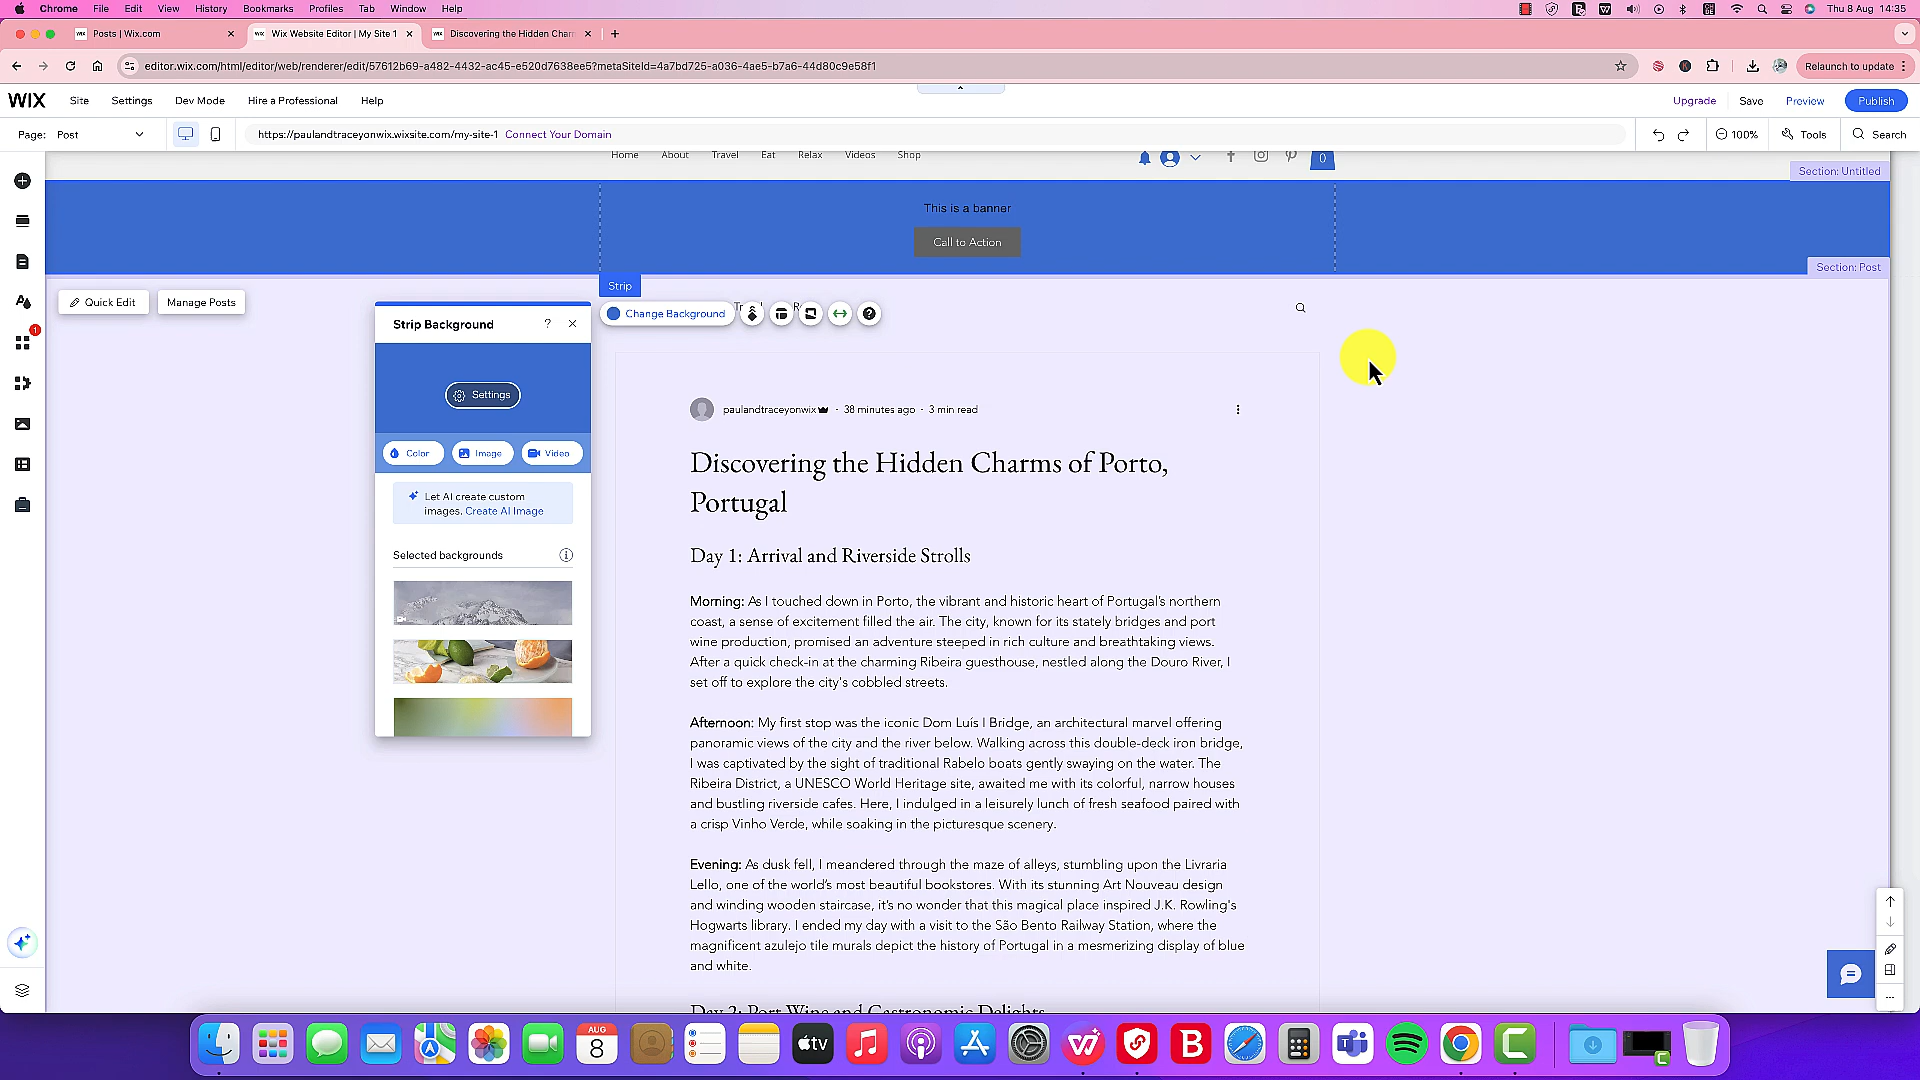 Chrome File Edit View History Bookmarks Profiles Tab Window Help Thu 8 Aug 14:35
Posts | Wix.com Wix Website Editor | My Site 1 Discovering the Hidden Char
editor.wix.com/html/editor/web/renderer/edit/57612b69-a482-4432-ac45-e520d7638ee5?metaSiteId=4a7bd725-a036-4ae5-b7a6-44d80c9e58f1 Relaunch to update
WIX Site Settings Dev Mode Hire a Professional Help Upgrade Save Preview Publish
Page: Post https://paulandtraceyonwix.wixsite.com/my-site-1 Connect Your Domain 100% Tools Search
Home About Travel Eat Relax Videos Shop 0
Section: Untitled
This is a banner
Call to Action
Section: Post
Strip
Quick Edit Manage Posts
Change Background
Strip Background ?
Settings
Color Image Video
Let AI create custom
images. Create AI Image
Selected backgrounds
1
paulandtraceyonwix · 38 minutes ago · 3 min read
Discovering the Hidden Charms of Porto,
Portugal
Day 1: Arrival and Riverside Strolls
Morning: As I touched down in Porto, the vibrant and historic heart of Portugal's northern
coast, a sense of excitement filled the air. The city, known for its stately bridges and port
wine production, promised an adventure steeped in rich culture and breathtaking views.
After a quick check-in at the charming Ribeira guesthouse, nestled along the Douro River, I
set off to explore the city's cobbled streets.
Afternoon: My first stop was the iconic Dom Luís I Bridge, an architectural marvel offering
panoramic views of the city and the river below. Walking across this double-deck iron bridge,
I was captivated by the sight of traditional Rabelo boats gently swaying on the water. The
Ribeira District, a UNESCO World Heritage site, awaited me with its colorful, narrow houses
and bustling riverside cafes. Here, I indulged in a leisurely lunch of fresh seafood paired with
a crisp Vinho Verde, while soaking in the picturesque scenery.
Evening: As dusk fell, I meandered through the maze of alleys, stumbling upon the Livraria
Lello, one of the world's most beautiful bookstores. With its stunning Art Nouveau design
and winding wooden staircase, it's no wonder that this magical place inspired J.K. Rowling's
Hogwarts library. I ended my day with a visit to the São Bento Railway Station, where the
magnificent azulejo tile murals depict the history of Portugal in a mesmerizing display of blue
and white.
Day 2: Port Wine and Gastronomic Delights
AUG
8
tv